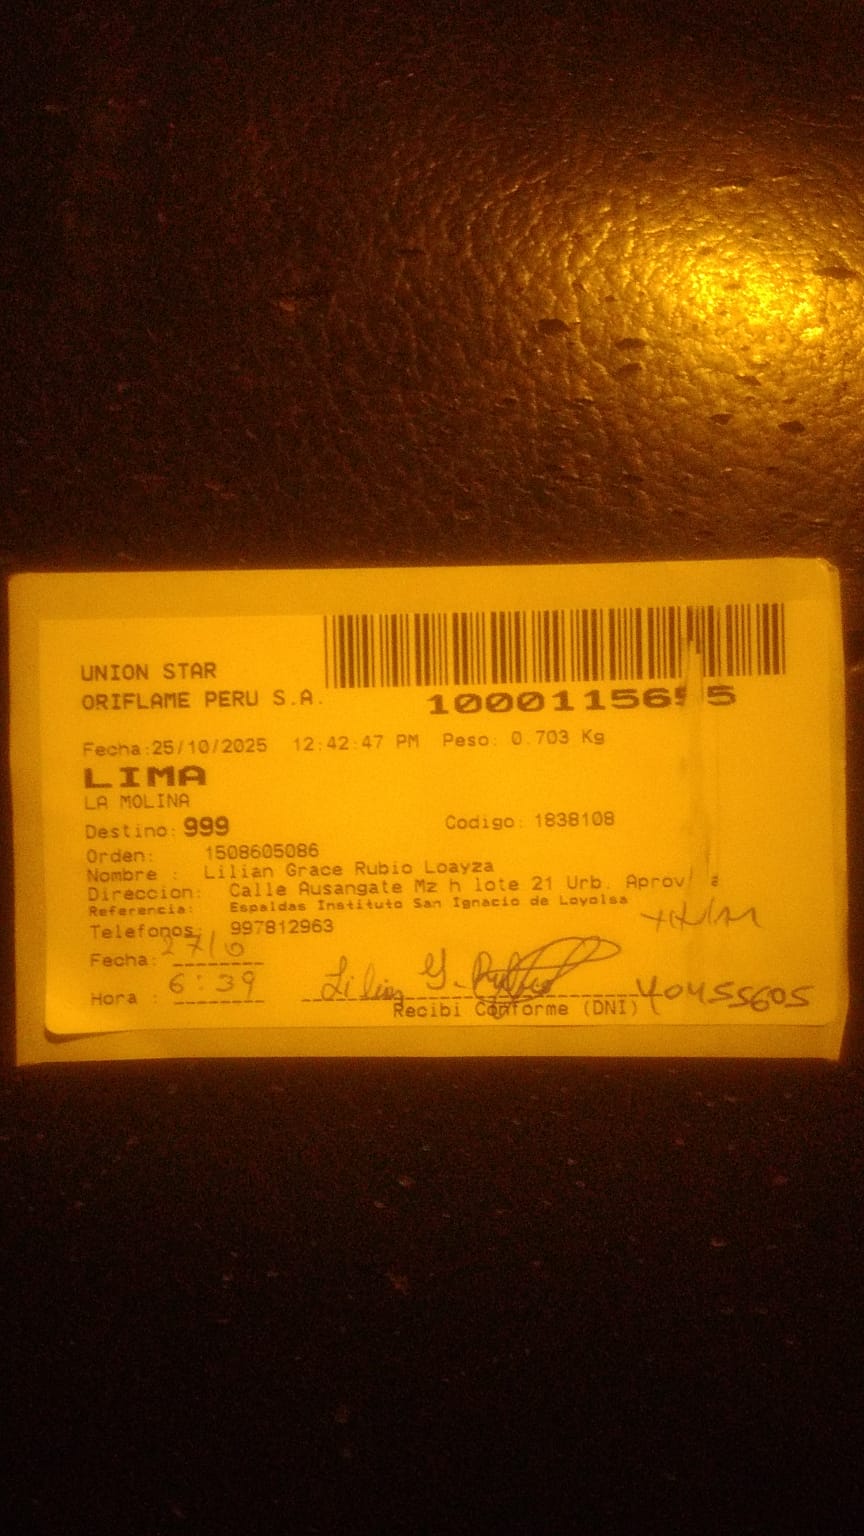 UNION STAR
ORIFLAME PERU S.A.
Fecha:25/10/2025 12:42:47 PM Peso: 0.703 Kg
LIMA
LA MOLINA
Destino: 999 Codigo: 1838108
Orden: 1508605086
Nombre : Lilian Grace Rubio Loayza
Direccion: Calle Ausangate Mz h lote 21 Urb.
Referencia: Espaldas Instituto San Ignacio de Loyolsa
Telefonos: 997812963
Fecha: 27/10
Hora : 6:39 Lilian G.
Recibi Conforme (DNI) 40455605